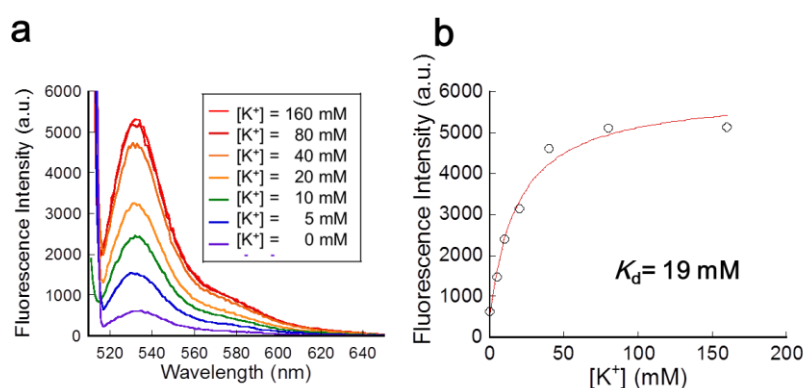 a
Fluorescence Intensity (a.u.)
6000
5000
4000
3000
2000
1000
0
520
540
560
580
600
620
640
Wavelength (nm)
[K⁺] = 160 mM
[K⁺] = 80 mM
[K⁺] = 40 mM
[K⁺] = 20 mM
[K⁺] = 10 mM
[K⁺] = 5 mM
[K⁺] = 0 mM
b
Fluorescence Intensity (a.u.)
6000
5000
4000
3000
2000
1000
0
0
50
100
150
200
[K⁺] (mM)
K_d = 19 mM